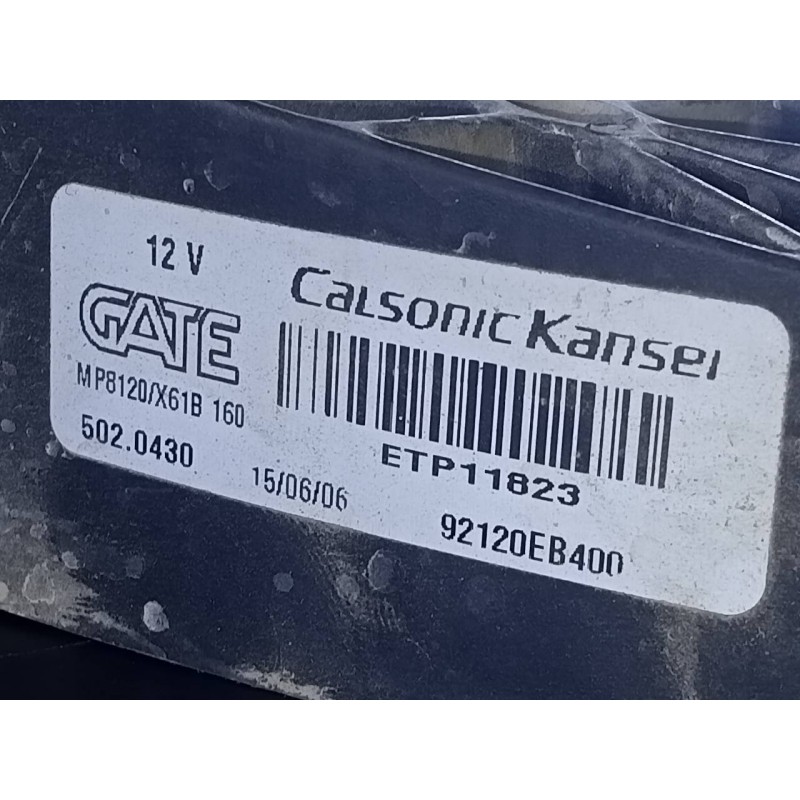 12 V
GATE
MP8120/X61B 160
502.0430
15/06/06
CALSONIC Kansei
ETP11823
92120EB400